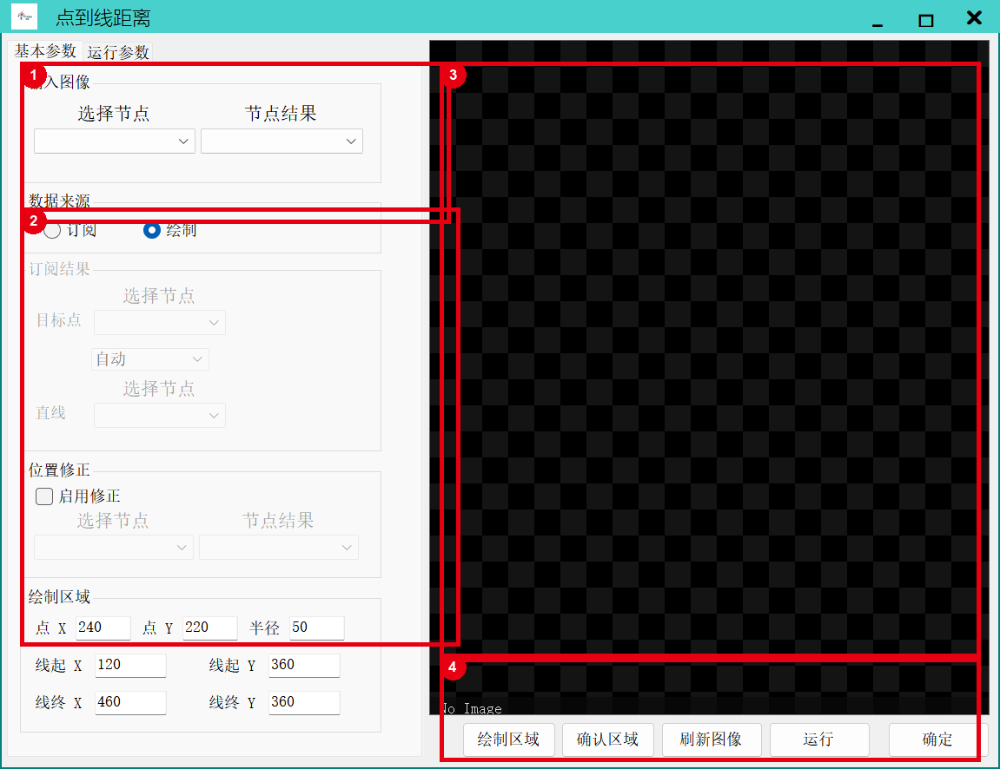 点到线距离
基本参数 运行参数
1
3
输入图像
选择节点 节点结果
数据来源
2
订阅 绘制
订阅结果
选择节点
目标点
自动
选择节点
直线
位置修正
启用修正
选择节点 节点结果
绘制区域
点 X 240 点 Y 220 半径 50
线起 X 120 线起 Y 360
4
线终 X 460 线终 Y 360
No Image
绘制区域 确认区域 刷新图像 运行 确定